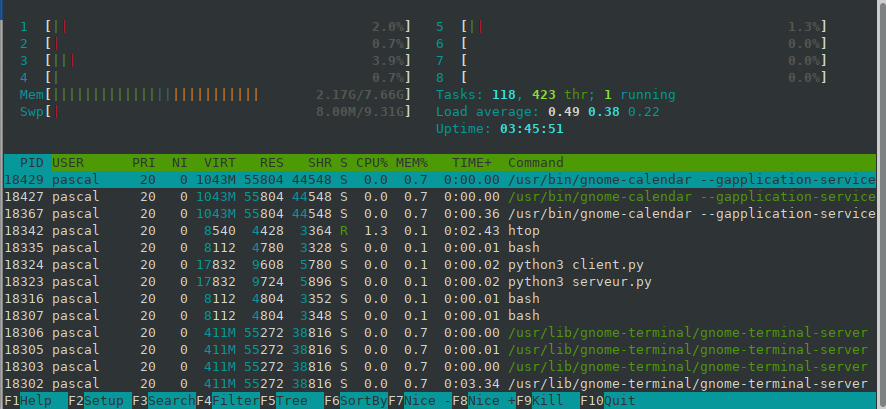 1 [|| 2.0%] 5 [|| 1.3%]
2 [| 0.7%] 6 [ 0.0%]
3 [||| 3.9%] 7 [ 0.0%]
4 [| 0.7%] 8 [ 0.0%]
Mem[|||||||||||||||||||||||||| 2.17G/7.66G] Tasks: 118, 423 thr; 1 running
Swp[| 8.00M/9.31G] Load average: 0.49 0.38 0.22
Uptime: 03:45:51
PID USER PRI NI VIRT RES SHR S CPU% MEM% TIME+ Command
18429 pascal 20 0 1043M 55804 44548 S 0.0 0.7 0:00.00 /usr/bin/gnome-calendar --gapplication-service
18427 pascal 20 0 1043M 55804 44548 S 0.0 0.7 0:00.00 /usr/bin/gnome-calendar --gapplication-service
18367 pascal 20 0 1043M 55804 44548 S 0.0 0.7 0:00.36 /usr/bin/gnome-calendar --gapplication-service
18342 pascal 20 0 8540 4428 3364 R 1.3 0.1 0:02.43 htop
18335 pascal 20 0 8112 4780 3328 S 0.0 0.1 0:00.01 bash
18324 pascal 20 0 17832 9608 5780 S 0.0 0.1 0:00.02 python3 client.py
18323 pascal 20 0 17832 9724 5896 S 0.0 0.1 0:00.02 python3 serveur.py
18316 pascal 20 0 8112 4804 3352 S 0.0 0.1 0:00.01 bash
18307 pascal 20 0 8112 4804 3348 S 0.0 0.1 0:00.01 bash
18306 pascal 20 0 411M 55272 38816 S 0.0 0.7 0:00.00 /usr/lib/gnome-terminal/gnome-terminal-server
18305 pascal 20 0 411M 55272 38816 S 0.0 0.7 0:00.01 /usr/lib/gnome-terminal/gnome-terminal-server
18303 pascal 20 0 411M 55272 38816 S 0.0 0.7 0:00.00 /usr/lib/gnome-terminal/gnome-terminal-server
18302 pascal 20 0 411M 55272 38816 S 0.0 0.7 0:03.34 /usr/lib/gnome-terminal/gnome-terminal-server
F1Help F2Setup F3SearchF4FilterF5Tree F6SortByF7Nice -F8Nice +F9Kill F10Quit